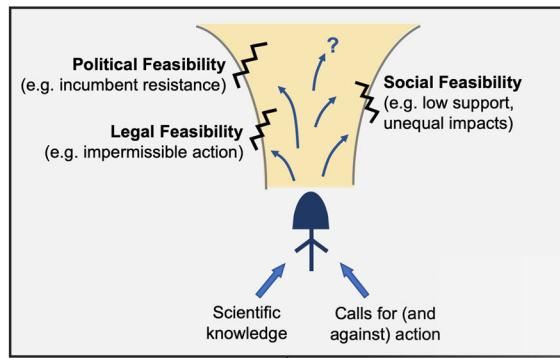 Political Feasibility
(e.g. incumbent resistance)
?
Social Feasibility
(e.g. low support,
unequal impacts)
Legal Feasibility
(e.g. impermissible action)
Scientific
knowledge
Calls for (and
against) action